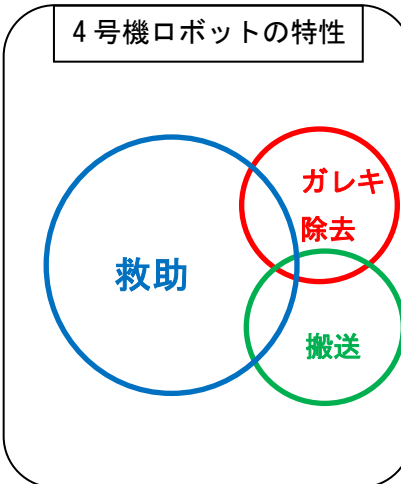 4号機ロボットの特性
ガレキ
除去
救助
搬送